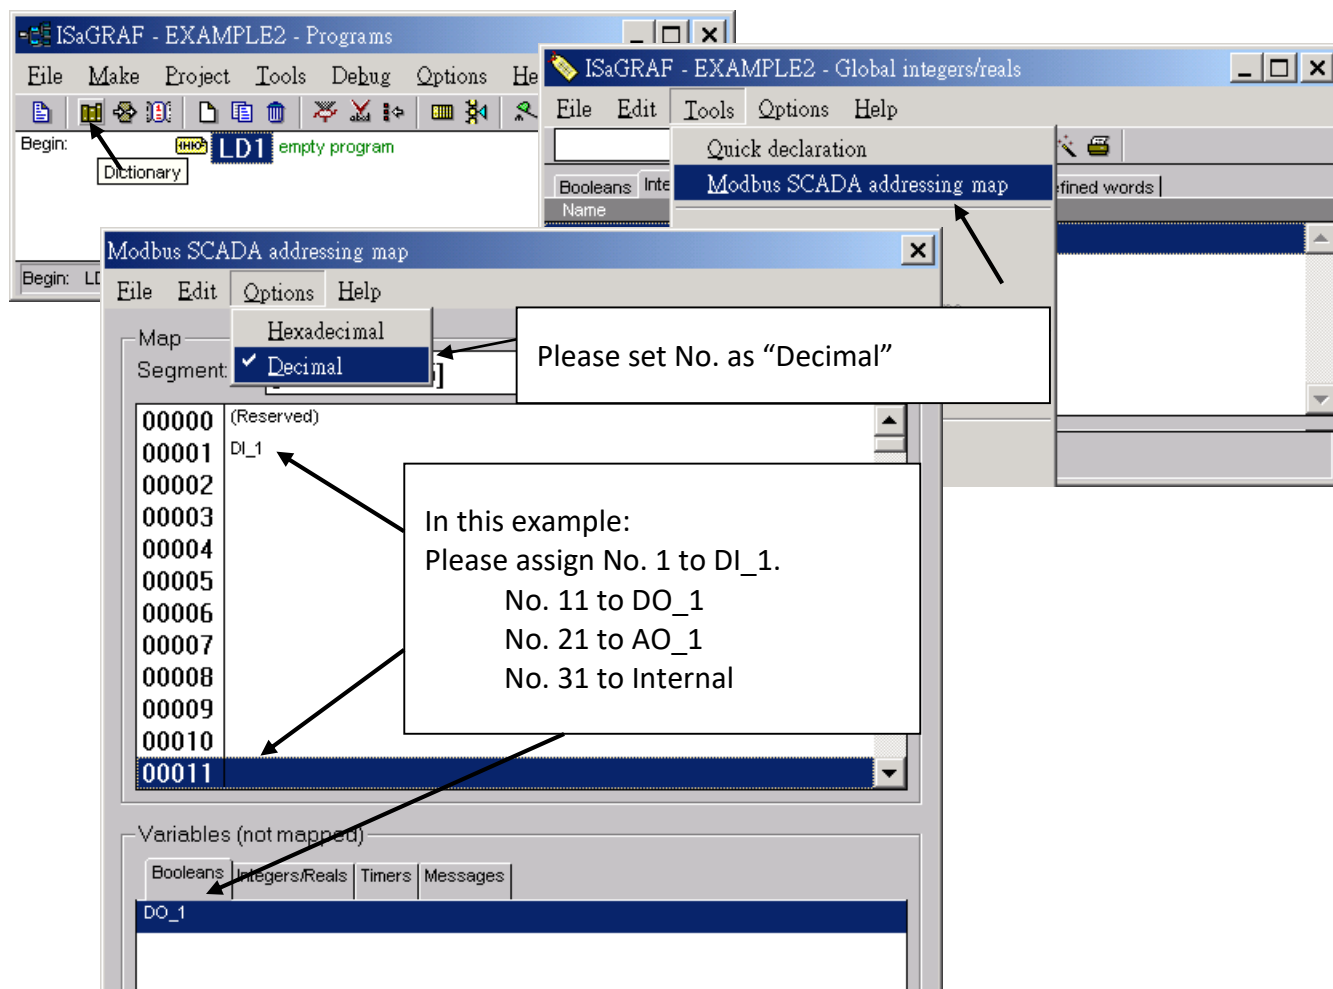 ISaGRAF - EXAMPLE2 - Programs
File Make Project Tools Debug Options He
Begin: LD1 empty program
Dictionary
Begin: LD
ISaGRAF - EXAMPLE2 - Global integers/reals
File Edit Tools Options Help
Quick declaration
Modbus SCADA addressing map
Booleans Inte fined words
Name
Modbus SCADA addressing map
File Edit Options Help
Hexadecimal
Decimal
Map
Segment:
Please set No. as “Decimal”
00000 (Reserved)
00001 DI_1
00002
00003
00004
00005
00006
00007
00008
00009
00010
00011
In this example:
Please assign No. 1 to DI_1.
No. 11 to DO_1
No. 21 to AO_1
No. 31 to Internal
Variables (not mapped)
Booleans Integers/Reals Timers Messages
DO_1